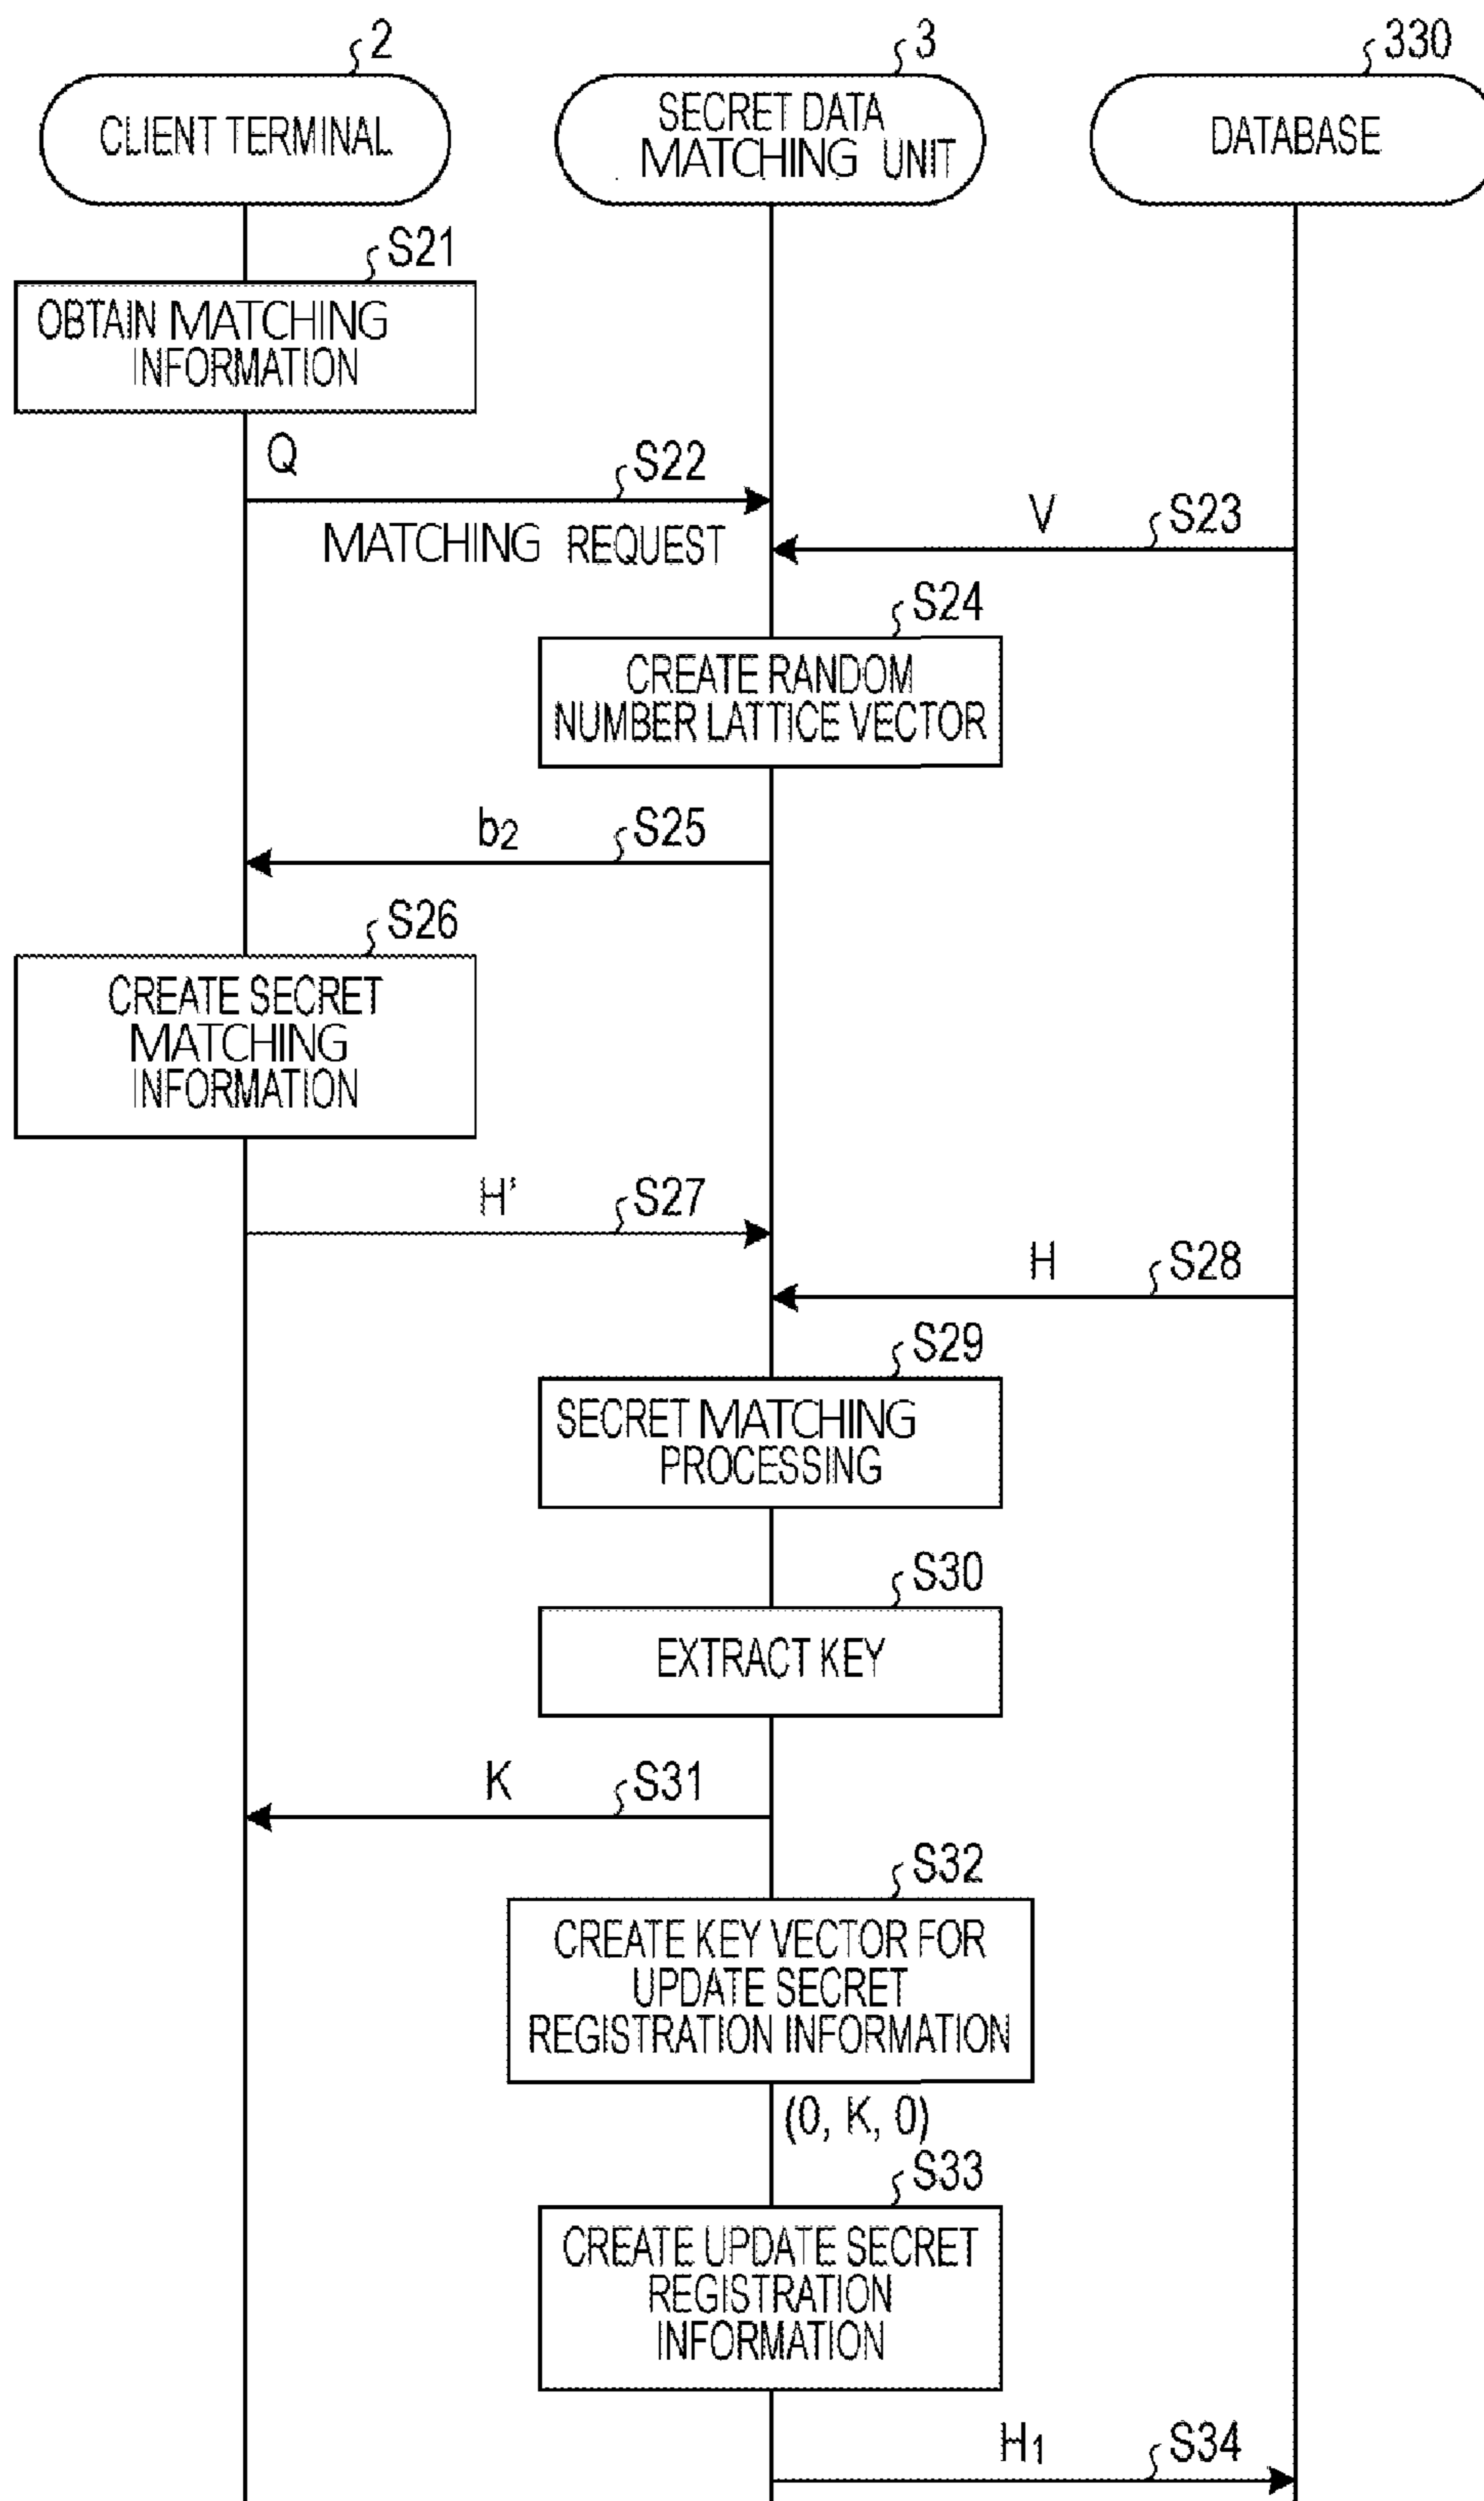 2
3
330
CLIENT TERMINAL
SECRET DATA
MATCHING UNIT
DATABASE
S21
OBTAIN MATCHING
INFORMATION
Q
S22
MATCHING REQUEST
V
S23
S24
CREATE RANDOM
NUMBER LATTICE VECTOR
b2
S25
S26
CREATE SECRET
MATCHING
INFORMATION
H'
S27
H
S28
S29
SECRET MATCHING
PROCESSING
S30
EXTRACT KEY
K
S31
S32
CREATE KEY VECTOR FOR
UPDATE SECRET
REGISTRATION INFORMATION
(0, K, 0)
S33
CREATE UPDATE SECRET
REGISTRATION
INFORMATION
H1
S34